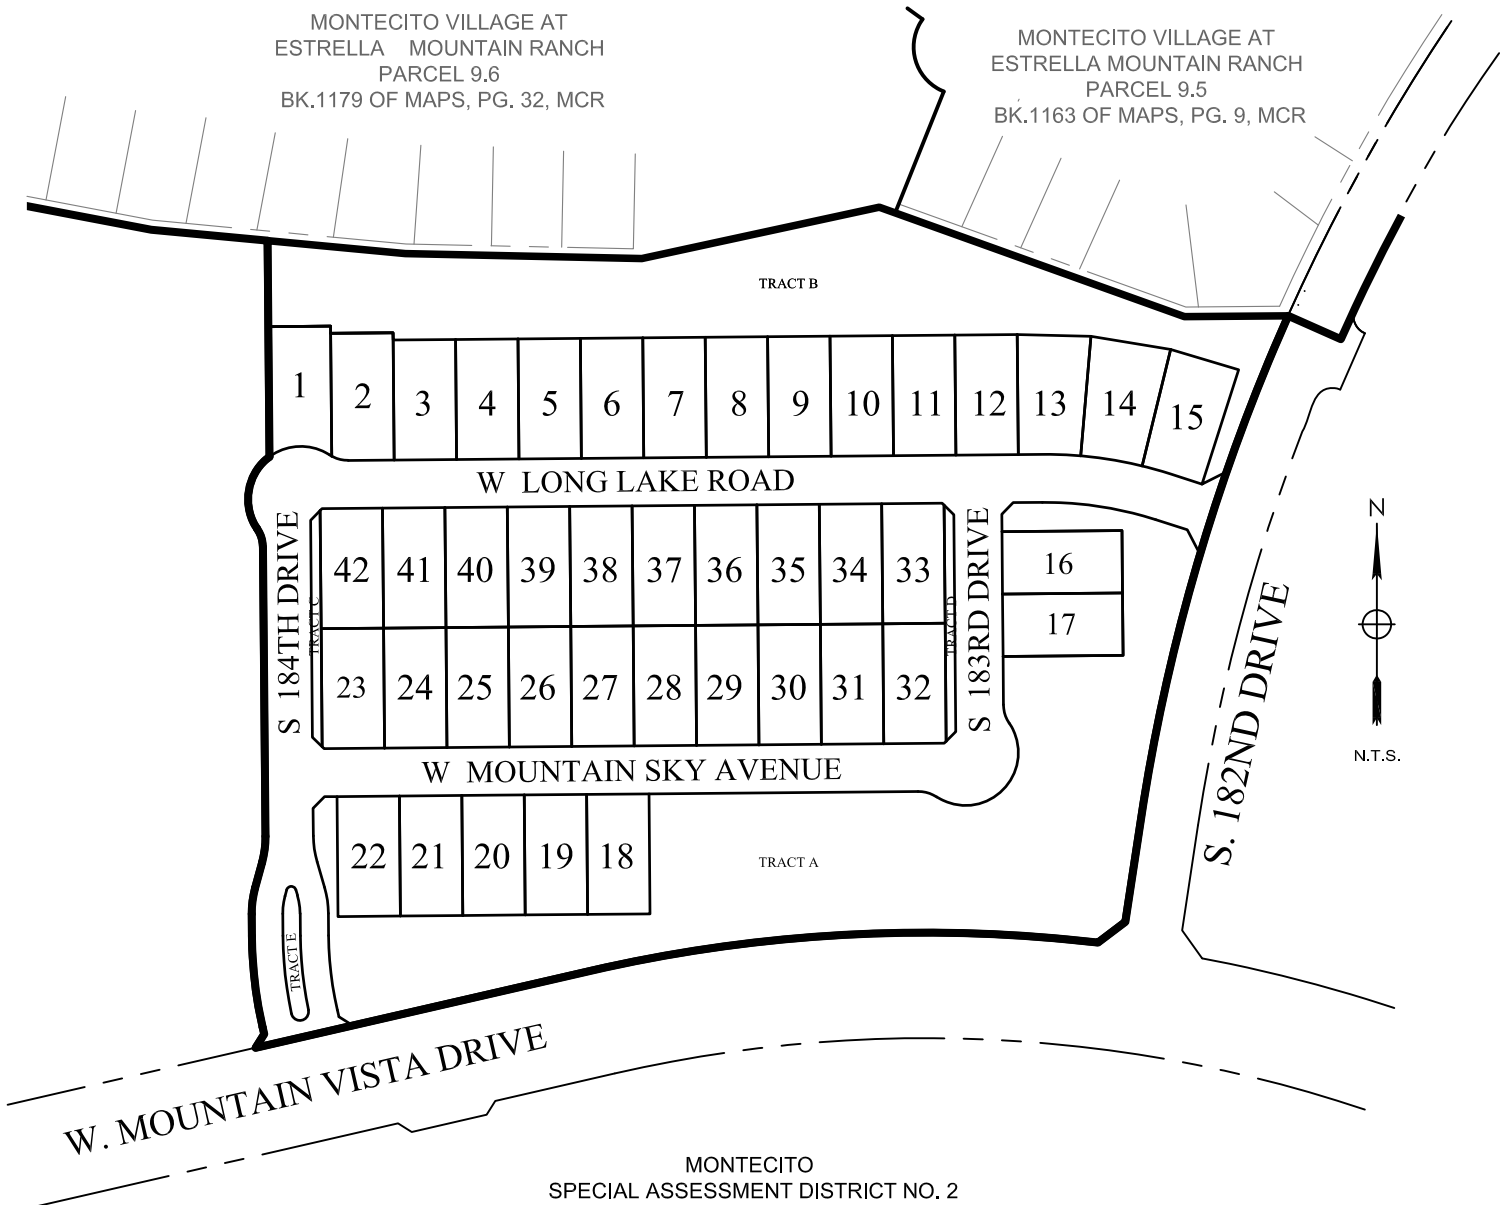 MONTECITO VILLAGE AT
ESTRELLA MOUNTAIN RANCH
PARCEL 9.6
BK.1179 OF MAPS, PG. 32, MCR
MONTECITO VILLAGE AT
ESTRELLA MOUNTAIN RANCH
PARCEL 9.5
BK.1163 OF MAPS, PG. 9, MCR
TRACT B
1 2 3 4 5 6 7 8 9 10 11 12 13 14 15
W LONG LAKE ROAD
S 184TH DRIVE
TRACT C
42 41 40 39 38 37 36 35 34 33
23 24 25 26 27 28 29 30 31 32
TRACT D
S 183RD DRIVE
16
17
S. 182ND DRIVE
N
N.T.S.
W MOUNTAIN SKY AVENUE
22 21 20 19 18
TRACT A
TRACT E
W. MOUNTAIN VISTA DRIVE
MONTECITO
SPECIAL ASSESSMENT DISTRICT NO. 2